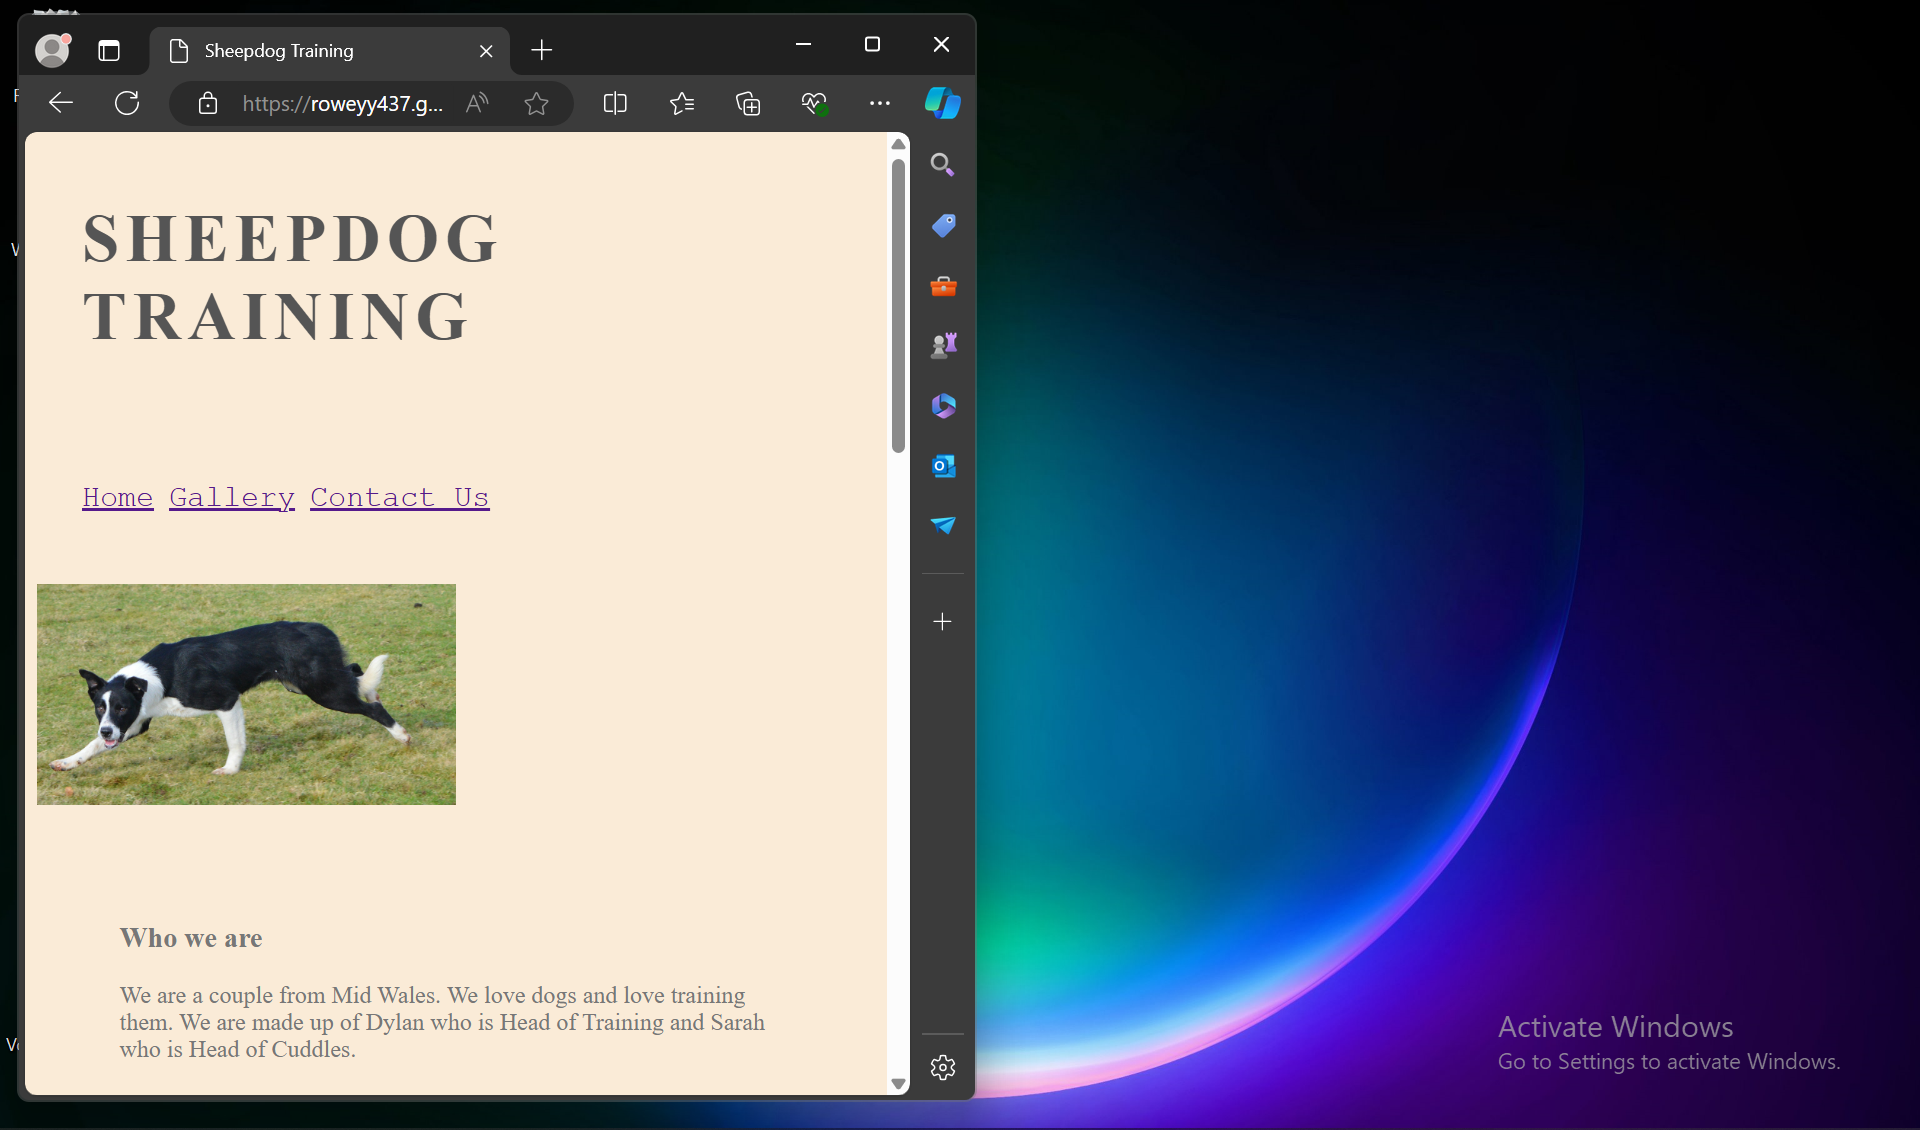 Sheepdog Training
https://roweyy437.g...
SHEEPDOG
TRAINING
Home Gallery Contact Us
Who we are
We are a couple from Mid Wales. We love dogs and love training
them. We are made up of Dylan who is Head of Training and Sarah
who is Head of Cuddles.
Activate Windows
Go to Settings to activate Windows.